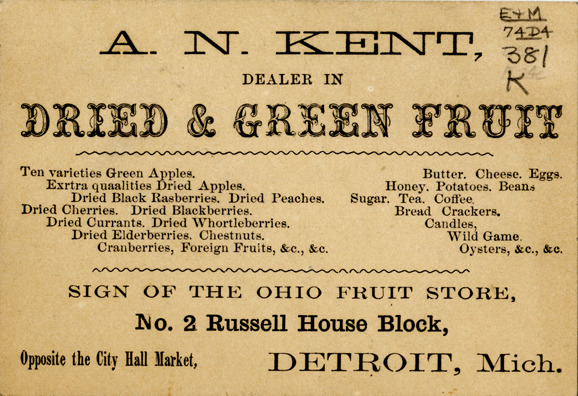 E&M
74D4
381
K
A. N. KENT,
DEALER IN
DRIED & GREEN FRUIT
Ten varieties Green Apples.
Exrtra quaalities Dried Apples.
Dried Black Rasberries. Dried Peaches.
Dried Cherries. Dried Blackberries.
Dried Currants. Dried Whortleberries.
Dried Elderberries. Chestnuts.
Cranberries, Foreign Fruits, &c., &c.
Butter. Cheese. Eggs.
Honey. Potatoes. Beans
Sugar. Tea. Coffee.
Bread Crackers.
Candles,
Wild Game.
Oysters, &c., &c.
SIGN OF THE OHIO FRUIT STORE,
No. 2 Russell House Block,
Opposite the City Hall Market,
DETROIT, Mich.